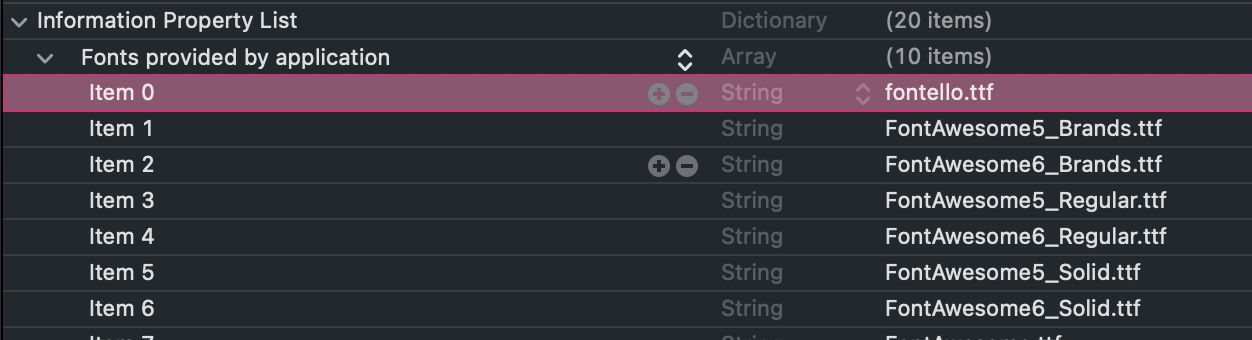 Information Property List Dictionary (20 items)
Fonts provided by application Array (10 items)
Item 0 String fontello.ttf
Item 1 String FontAwesome5_Brands.ttf
Item 2 String FontAwesome6_Brands.ttf
Item 3 String FontAwesome5_Regular.ttf
Item 4 String FontAwesome6_Regular.ttf
Item 5 String FontAwesome5_Solid.ttf
Item 6 String FontAwesome6_Solid.ttf
Item 7 FontAwesome.ttf